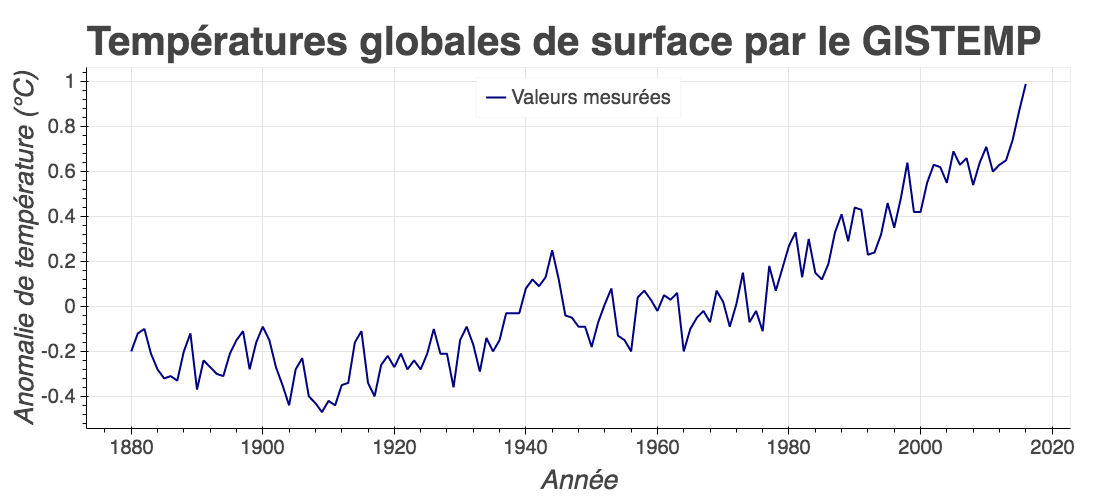 Températures globales de surface par le GISTEMP
Valeurs mesurées
Anomalie de température (°C)
1
0.8
0.6
0.4
0.2
0
-0.2
-0.4
1880 1900 1920 1940 1960 1980 2000 2020
Année